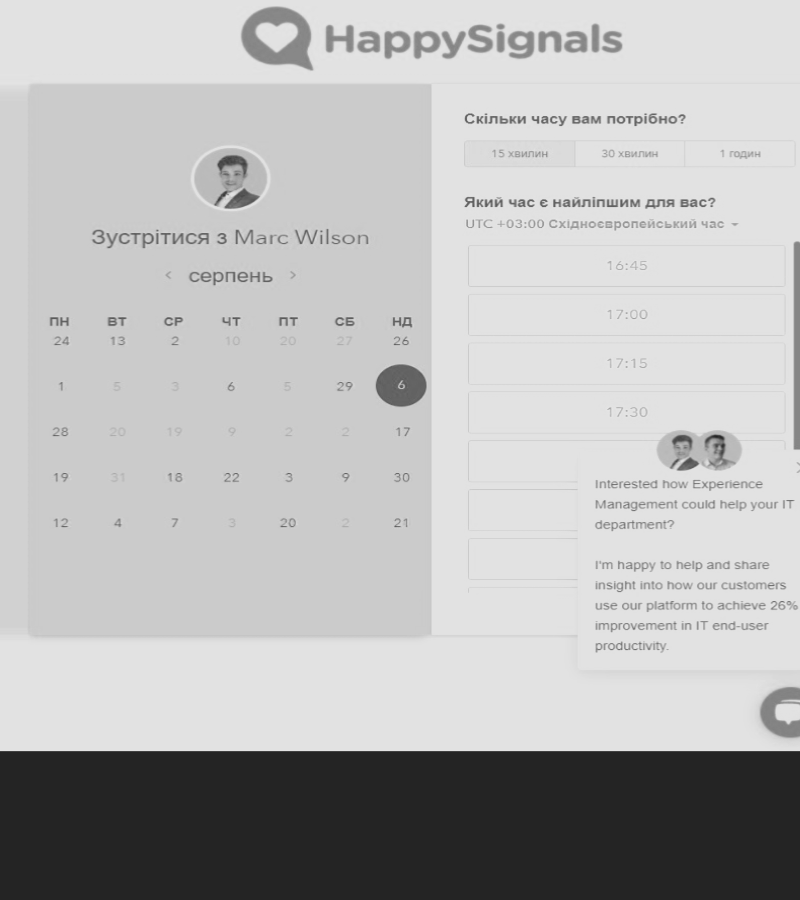 HappySignals
Зустрітися з Marc Wilson
серпень
ПН ВТ СР ЧТ ПТ СБ НД
24 13 2 10 20 27 26
1 5 3 6 5 29 6
28 20 19 9 2 2 17
19 31 18 22 3 9 30
12 4 7 3 20 2 21
Скільки часу вам потрібно?
15 хвилин 30 хвилин 1 годин
Який час є найліпшим для вас?
UTC +03:00 Східноєвропейський час
16:45
17:00
17:15
17:30
Interested how Experience
Management could help your IT
department?
I'm happy to help and share
insight into how our customers
use our platform to achieve 26%
improvement in IT end-user
productivity.